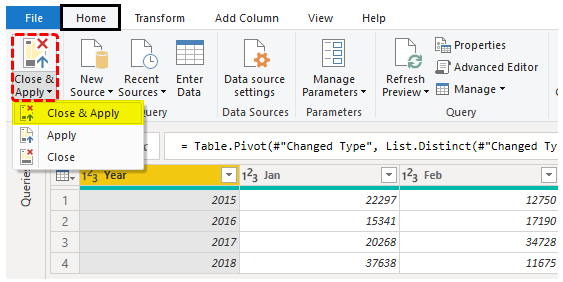 File Home Transform Add Column View Help
Close & Apply
New Source
Recent Sources
Enter Data
Data source settings
Manage Parameters
Refresh Preview
Properties
Advanced Editor
Manage
Query
Data Sources Parameters Query
Close & Apply
Apply
Close
= Table.Pivot(#"Changed Type", List.Distinct(#"Changed Ty
Queries
1²3 Year 1²3 Jan 1²3 Feb
1 2015 22297 12750
2 2016 15341 17190
3 2017 20268 34728
4 2018 37638 11675